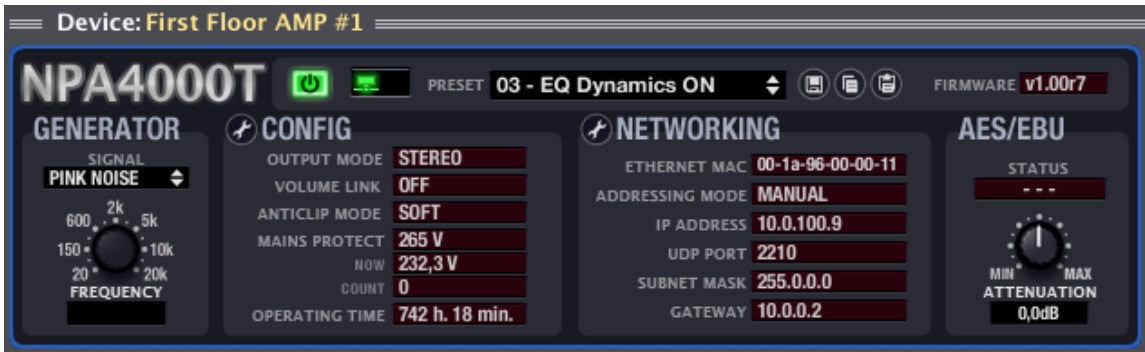 Device: First Floor AMP #1
NPA4000T
PRESET 03 - EQ Dynamics ON
FIRMWARE v1.00r7
GENERATOR
SIGNAL
PINK NOISE
2k
600 5k
150 10k
20 20k
FREQUENCY
CONFIG
OUTPUT MODE STEREO
VOLUME LINK OFF
ANTICLIP MODE SOFT
MAINS PROTECT 265 V
NOW 232,3 V
COUNT 0
OPERATING TIME 742 h. 18 min.
NETWORKING
ETHERNET MAC 00-1a-96-00-00-11
ADDRESSING MODE MANUAL
IP ADDRESS 10.0.100.9
UDP PORT 2210
SUBNET MASK 255.0.0.0
GATEWAY 10.0.0.2
AES/EBU
STATUS
---
MIN MAX
ATTENUATION
0,0dB